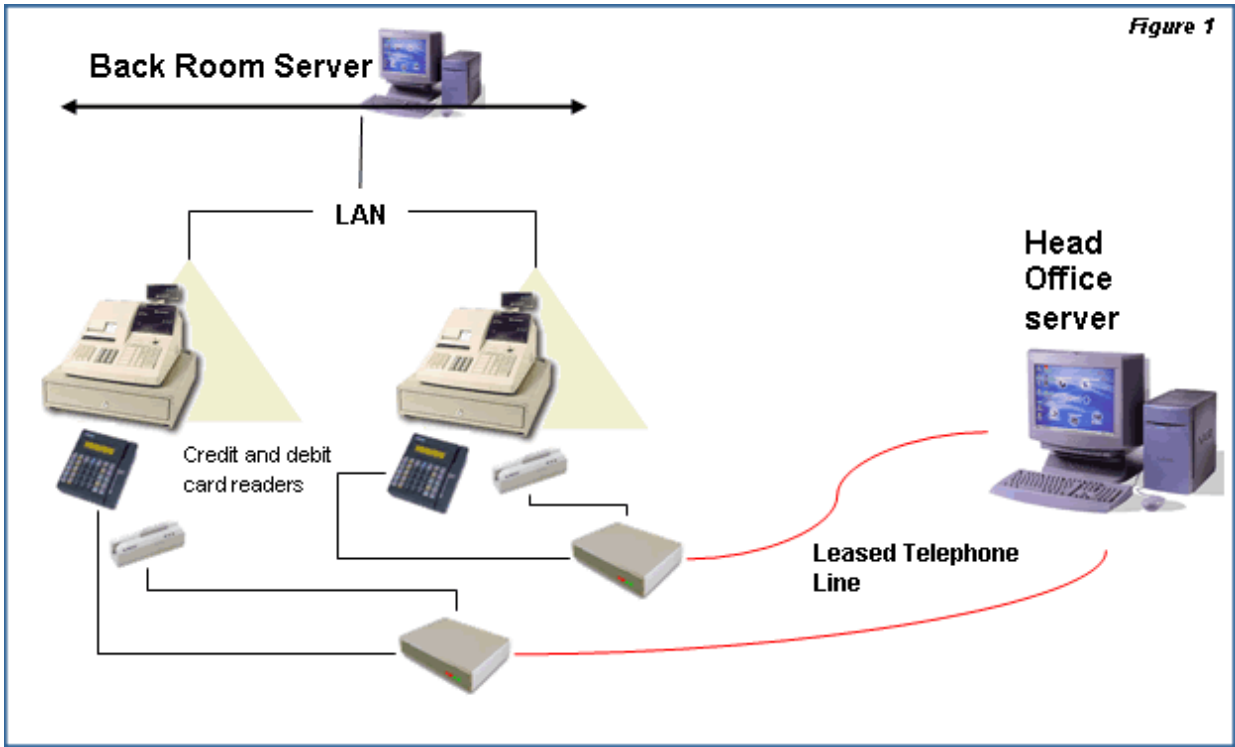 Figure 1
Back Room Server
LAN
Head
Office
server
Credit and debit
card readers
Leased Telephone
Line